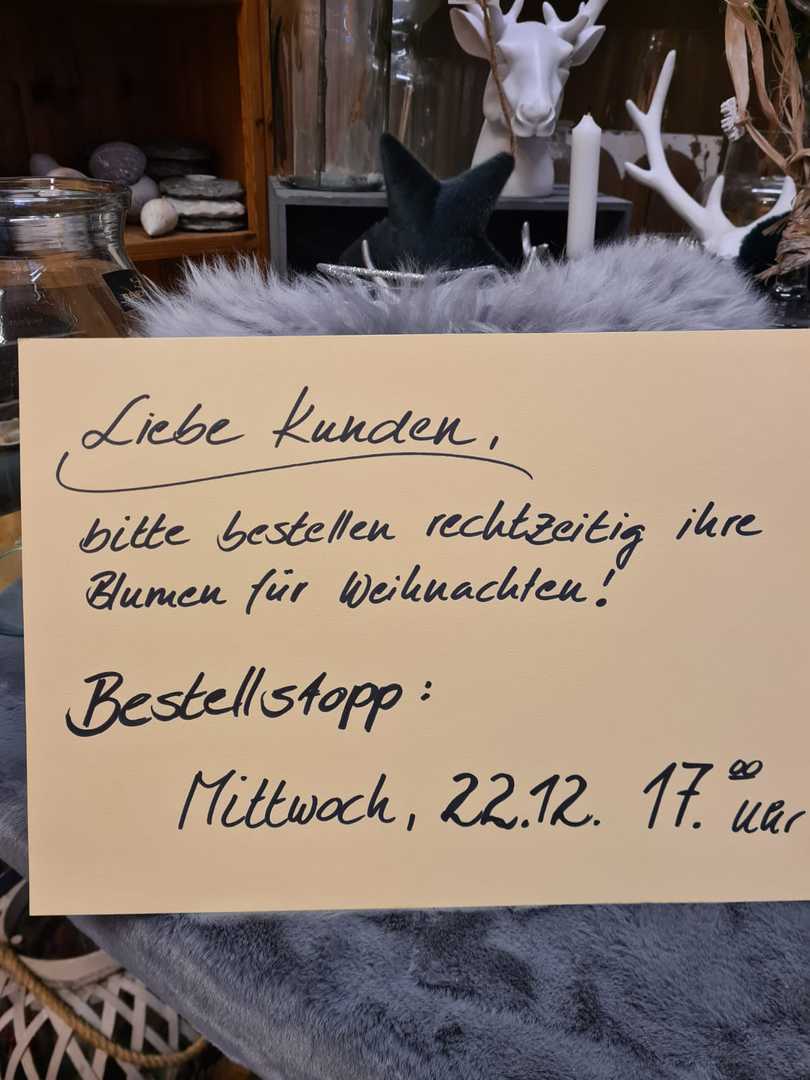 Liebe Kunden,
bitte bestellen rechtzeitig ihre
Blumen für Weihnachten!
Bestellstopp:
Mittwoch, 22.12. 17.00 Uhr